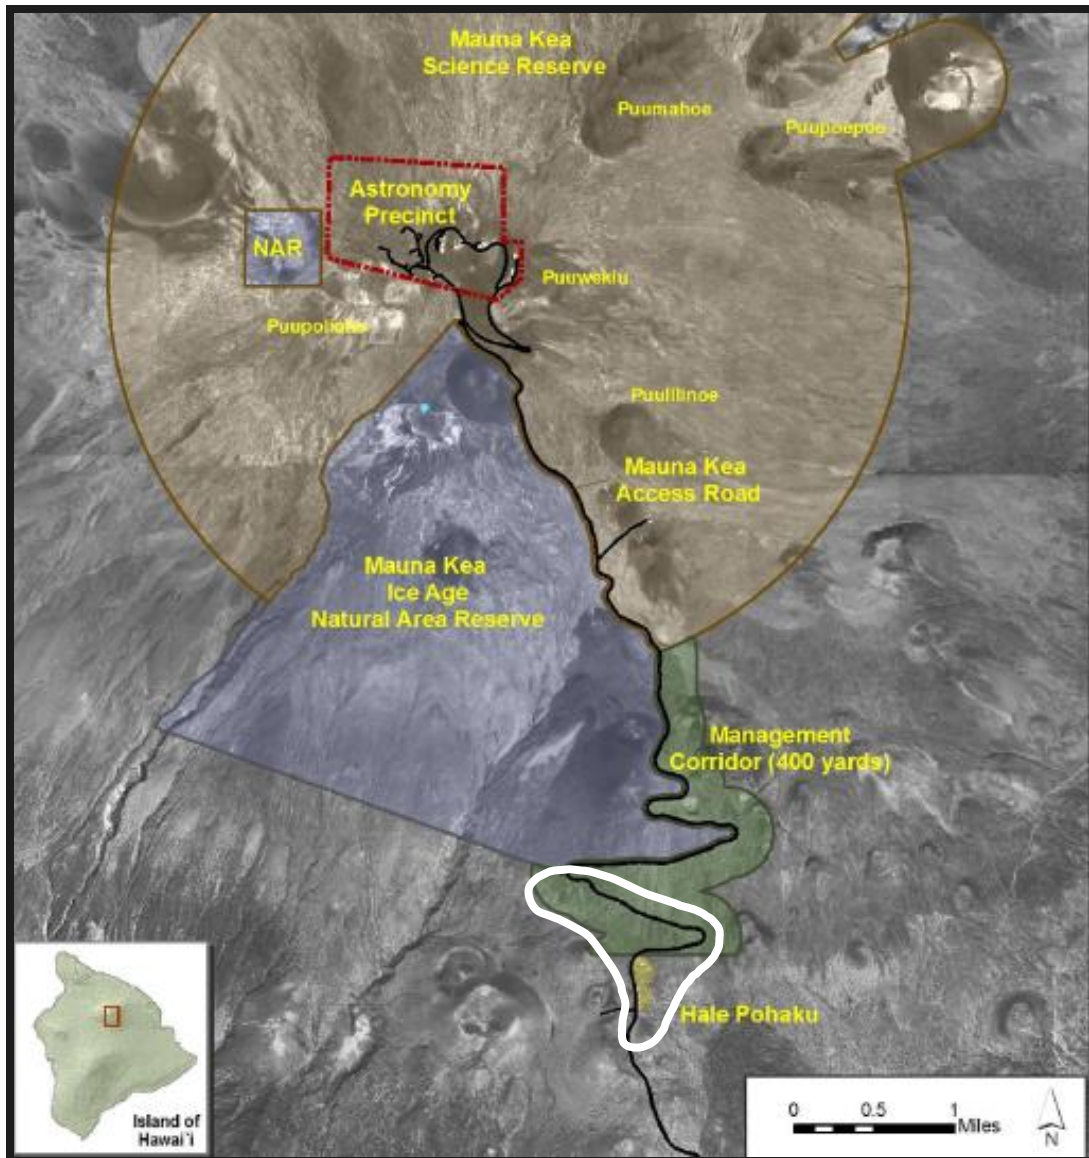 Mauna Kea
Science Reserve
Puumahoe
Puupoepoe
Astronomy
Precinct
NAR
Puuwekiu
Puupoliahu
Puulilinoe
Mauna Kea
Access Road
Mauna Kea
Ice Age
Natural Area Reserve
Management
Corridor (400 yards)
Hale Pohaku
Island of
Hawai`i
0 0.5 1
Miles
N